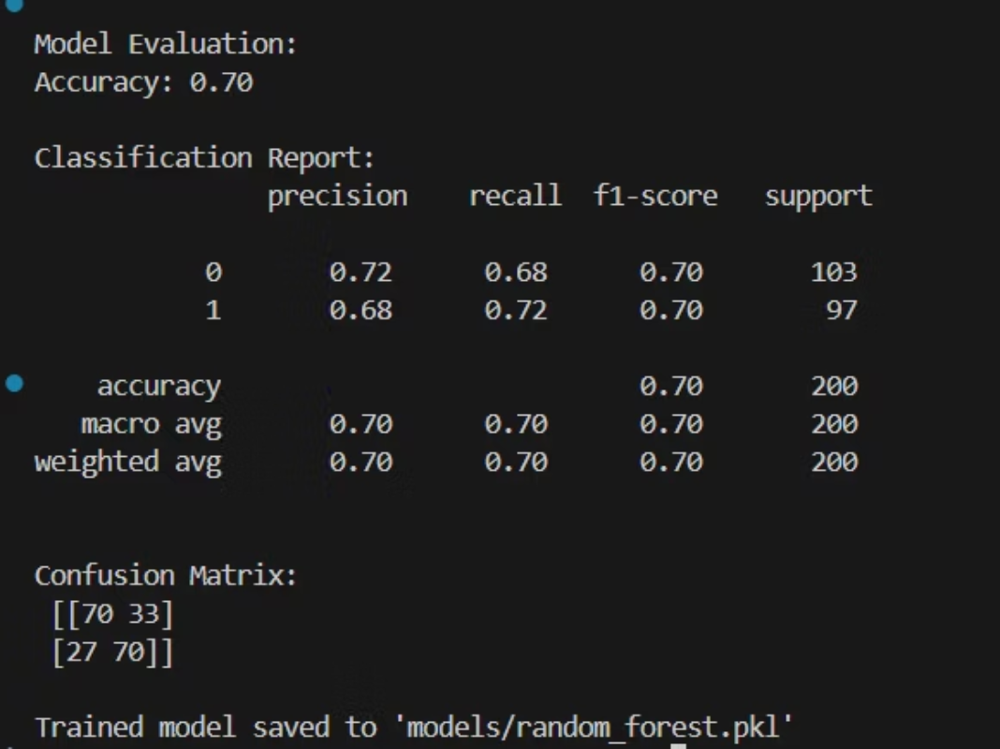 Model Evaluation:
Accuracy: 0.70
Classification Report:
precision recall f1-score support
0 0.72 0.68 0.70 103
1 0.68 0.72 0.70 97
accuracy 0.70 200
macro avg 0.70 0.70 0.70 200
weighted avg 0.70 0.70 0.70 200
Confusion Matrix:
[[70 33]
[27 70]]
Trained model saved to 'models/random_forest.pkl'